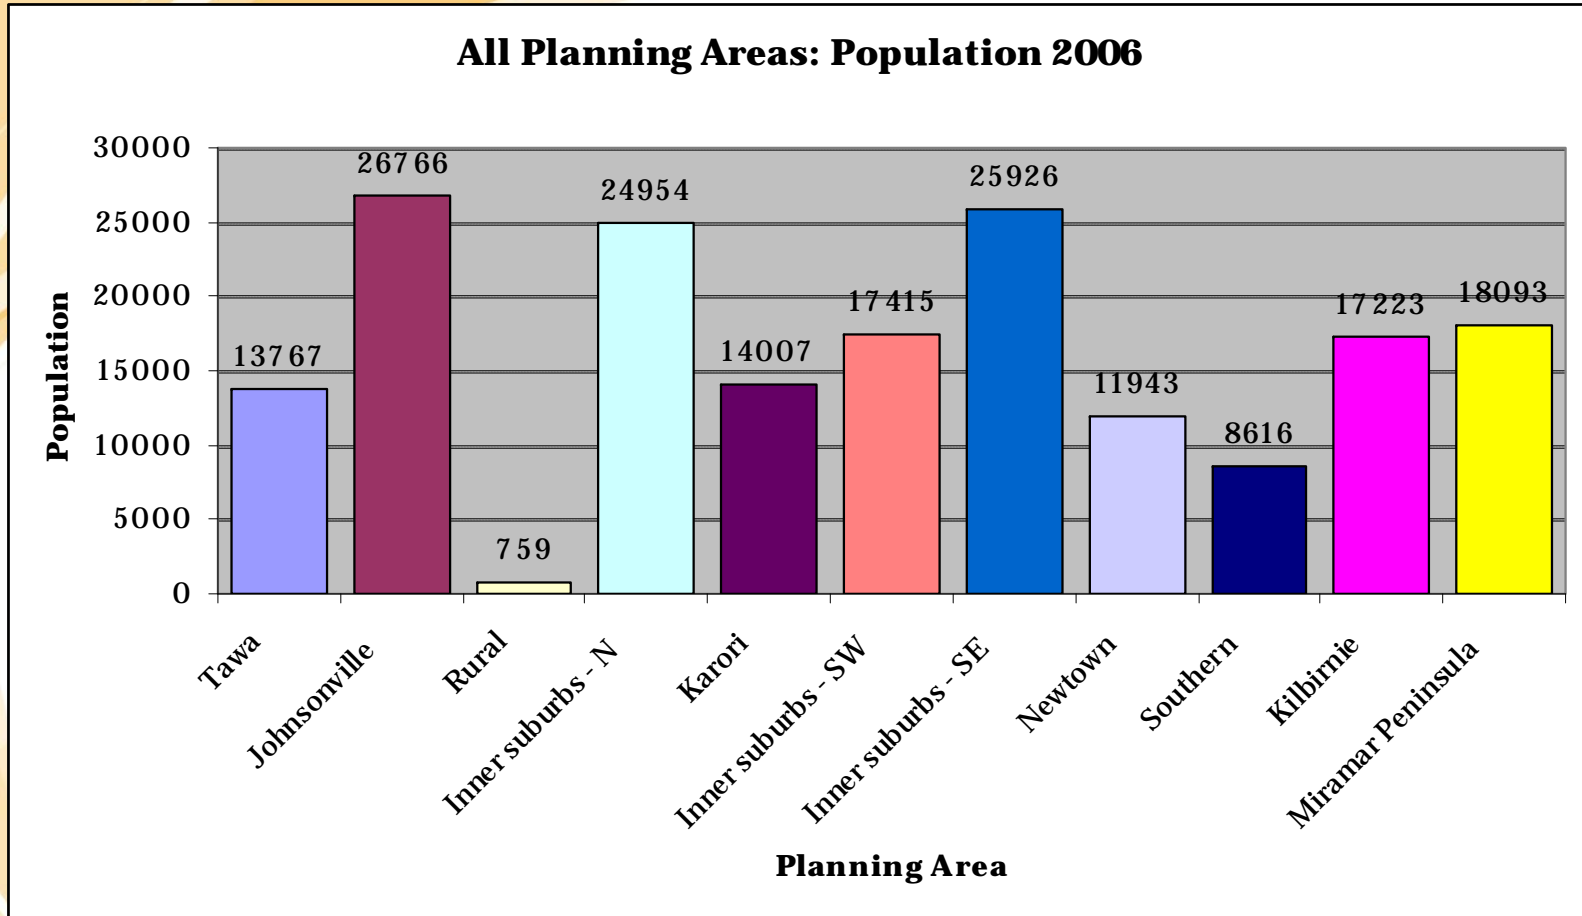 All Planning Areas: Population 2006
30000
25000
20000
15000
10000
5000
0
Population
13767
26766
759
24954
14007
17415
25926
11943
8616
17223
18093
Tawa
Johnsonville
Rural
Inner suburbs - N
Karori
Inner suburbs - SW
Inner suburbs - SE
Newtown
Southern
Kilbirnie
Miramar Peninsula
Planning Area